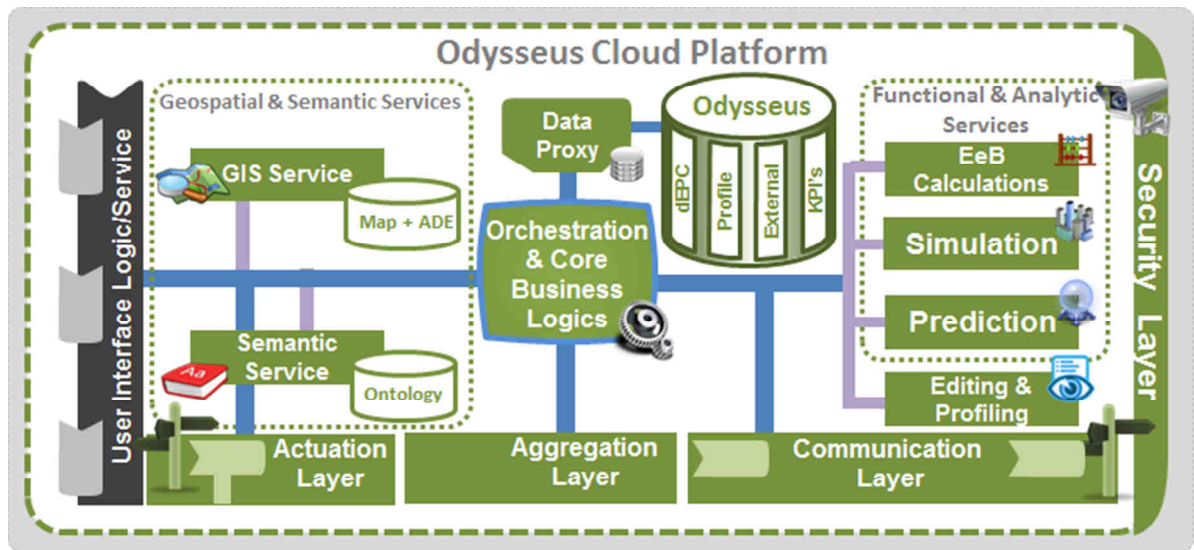 Odysseus Cloud Platform
User Interface Logic/Service
Geospatial & Semantic Services
GIS Service
Map + ADE
Semantic
Service
Aa
Ontology
Data
Proxy
Odysseus
dEPC
Profile
External
KPI's
Orchestration
& Core
Business
Logics
Functional & Analytic
Services
EeB
Calculations
Simulation
Prediction
Editing &
Profiling
Security Layer
Actuation
Layer
Aggregation
Layer
Communication
Layer